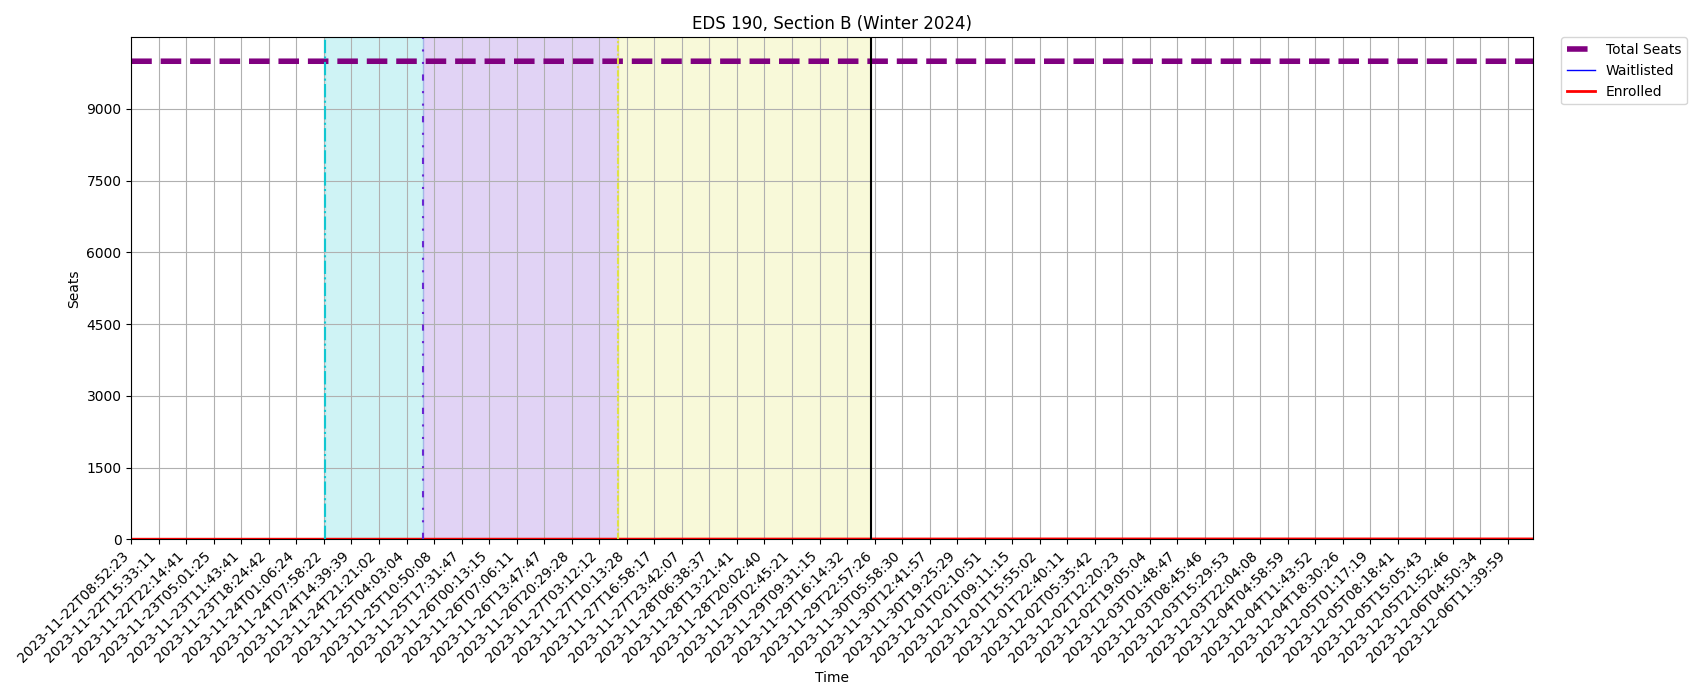 EDS 190, Section B (Winter 2024)
Total Seats
Waitlisted
Enrolled
Seats
9000
7500
6000
4500
3000
1500
0
2023-11-22T08:52:23
2023-11-22T15:33:11
2023-11-22T22:14:41
2023-11-23T05:01:25
2023-11-23T11:43:41
2023-11-23T18:24:42
2023-11-24T01:06:24
2023-11-24T07:58:22
2023-11-24T14:39:39
2023-11-24T21:21:02
2023-11-25T04:03:04
2023-11-25T10:50:08
2023-11-25T17:31:47
2023-11-26T00:13:15
2023-11-26T07:06:11
2023-11-26T13:47:47
2023-11-26T20:29:28
2023-11-27T03:12:12
2023-11-27T10:13:28
2023-11-27T16:58:17
2023-11-27T23:42:07
2023-11-28T06:38:37
2023-11-28T13:21:41
2023-11-28T20:02:40
2023-11-29T02:45:21
2023-11-29T09:31:15
2023-11-29T16:14:32
2023-11-29T22:57:26
2023-11-30T05:58:30
2023-11-30T12:41:57
2023-11-30T19:25:29
2023-12-01T02:10:51
2023-12-01T09:11:15
2023-12-01T15:55:02
2023-12-01T22:40:11
2023-12-02T05:35:42
2023-12-02T12:20:23
2023-12-02T19:05:04
2023-12-03T01:48:47
2023-12-03T08:45:46
2023-12-03T15:29:53
2023-12-03T22:04:08
2023-12-04T04:58:59
2023-12-04T11:43:52
2023-12-04T18:30:26
2023-12-05T01:17:19
2023-12-05T08:18:41
2023-12-05T15:05:43
2023-12-05T21:52:46
2023-12-06T04:50:34
2023-12-06T11:39:59
Time